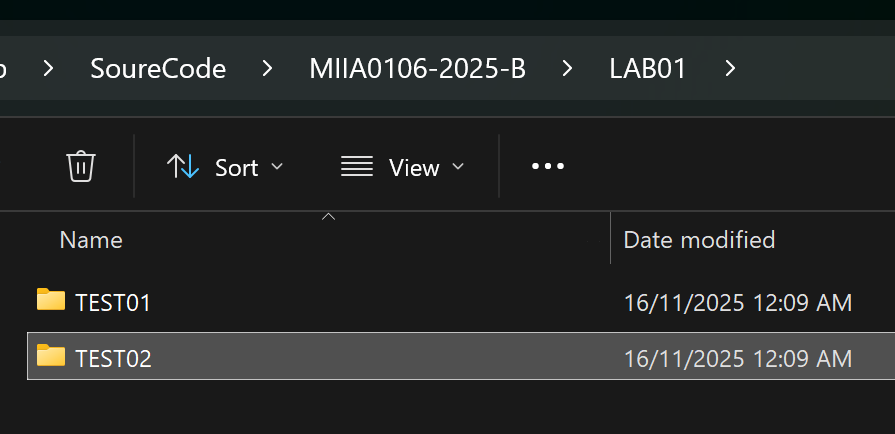 SoureCode > MIIA0106-2025-B > LAB01 >
Sort View •••
Name Date modified
TEST01 16/11/2025 12:09 AM
TEST02 16/11/2025 12:09 AM